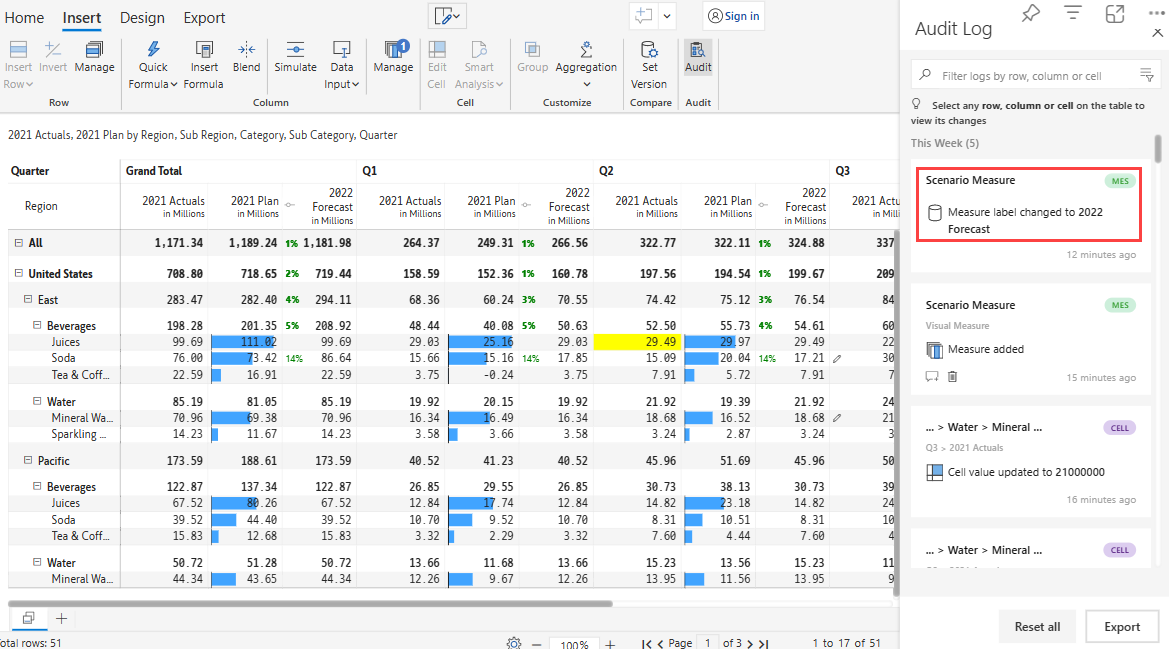 Home Insert Design Export
Sign in
Insert Row Invert Manage Quick Formula Insert Formula Blend Simulate Data Input Manage 1 Edit Cell Smart Analysis Group Aggregation Set Version Audit
Row Column Cell Customize Compare Audit
2021 Actuals, 2021 Plan by Region, Sub Region, Category, Sub Category, Quarter
Quarter Grand Total Q1 Q2 Q3
Region 2021 Actuals in Millions 2021 Plan in Millions 2022 Forecast in Millions 2021 Actuals in Millions 2021 Plan in Millions 2022 Forecast in Millions 2021 Actuals in Millions 2021 Plan in Millions 2022 Forecast in Millions 2021 Actu in Milli
All 1,171.34 1,189.24 1% 1,181.98 264.37 249.31 1% 266.56 322.77 322.11 1% 324.88 337
United States 708.80 718.65 2% 719.44 158.59 152.36 1% 160.78 197.56 194.54 1% 199.67 209
East 283.47 282.40 4% 294.11 68.36 60.24 3% 70.55 74.42 75.12 3% 76.54 84
Beverages 198.28 201.35 5% 208.92 48.44 40.08 5% 50.63 52.50 55.73 4% 54.61 60
Juices 99.69 111.02 99.69 29.03 25.16 29.03 29.49 29.97 29.49 22
Soda 76.00 73.42 14% 86.64 15.66 15.16 14% 17.85 15.09 20.04 14% 17.21 30
Tea & Coff... 22.59 16.91 22.59 3.75 -0.24 3.75 7.91 5.72 7.91 7
Water 85.19 81.05 85.19 19.92 20.15 19.92 21.92 19.39 21.92 24
Mineral Wa... 70.96 69.38 70.96 16.34 16.49 16.34 18.68 16.52 18.68 21
Sparkling ... 14.23 11.67 14.23 3.58 3.66 3.58 3.24 2.87 3.24 3
Pacific 173.59 188.61 173.59 40.52 41.23 40.52 45.96 51.69 45.96 50
Beverages 122.87 137.34 122.87 26.85 29.55 26.85 30.73 38.13 30.73 39
Juices 67.52 80.26 67.52 12.84 17.74 12.84 14.82 23.18 14.82 24
Soda 39.52 44.40 39.52 10.70 9.52 10.70 8.31 10.51 8.31 10
Tea & Coff... 15.83 12.68 15.83 3.32 2.29 3.32 7.60 4.44 7.60 4
Water 50.72 51.28 50.72 13.66 11.68 13.66 15.23 13.56 15.23 11
Mineral Wa... 44.34 43.65 44.34 12.26 9.67 12.26 13.95 11.56 13.95 9
otal rows: 51 100% Page 1 of 3 1 to 17 of 51
Audit Log
Filter logs by row, column or cell
Select any row, column or cell on the table to
view its changes
This Week (5)
Scenario Measure MES
Measure label changed to 2022
Forecast
12 minutes ago
Scenario Measure MES
Visual Measure
Measure added
15 minutes ago
... > Water > Mineral ... CELL
Q3 > 2021 Actuals
Cell value updated to 21000000
16 minutes ago
... > Water > Mineral ... CELL
Reset all Export